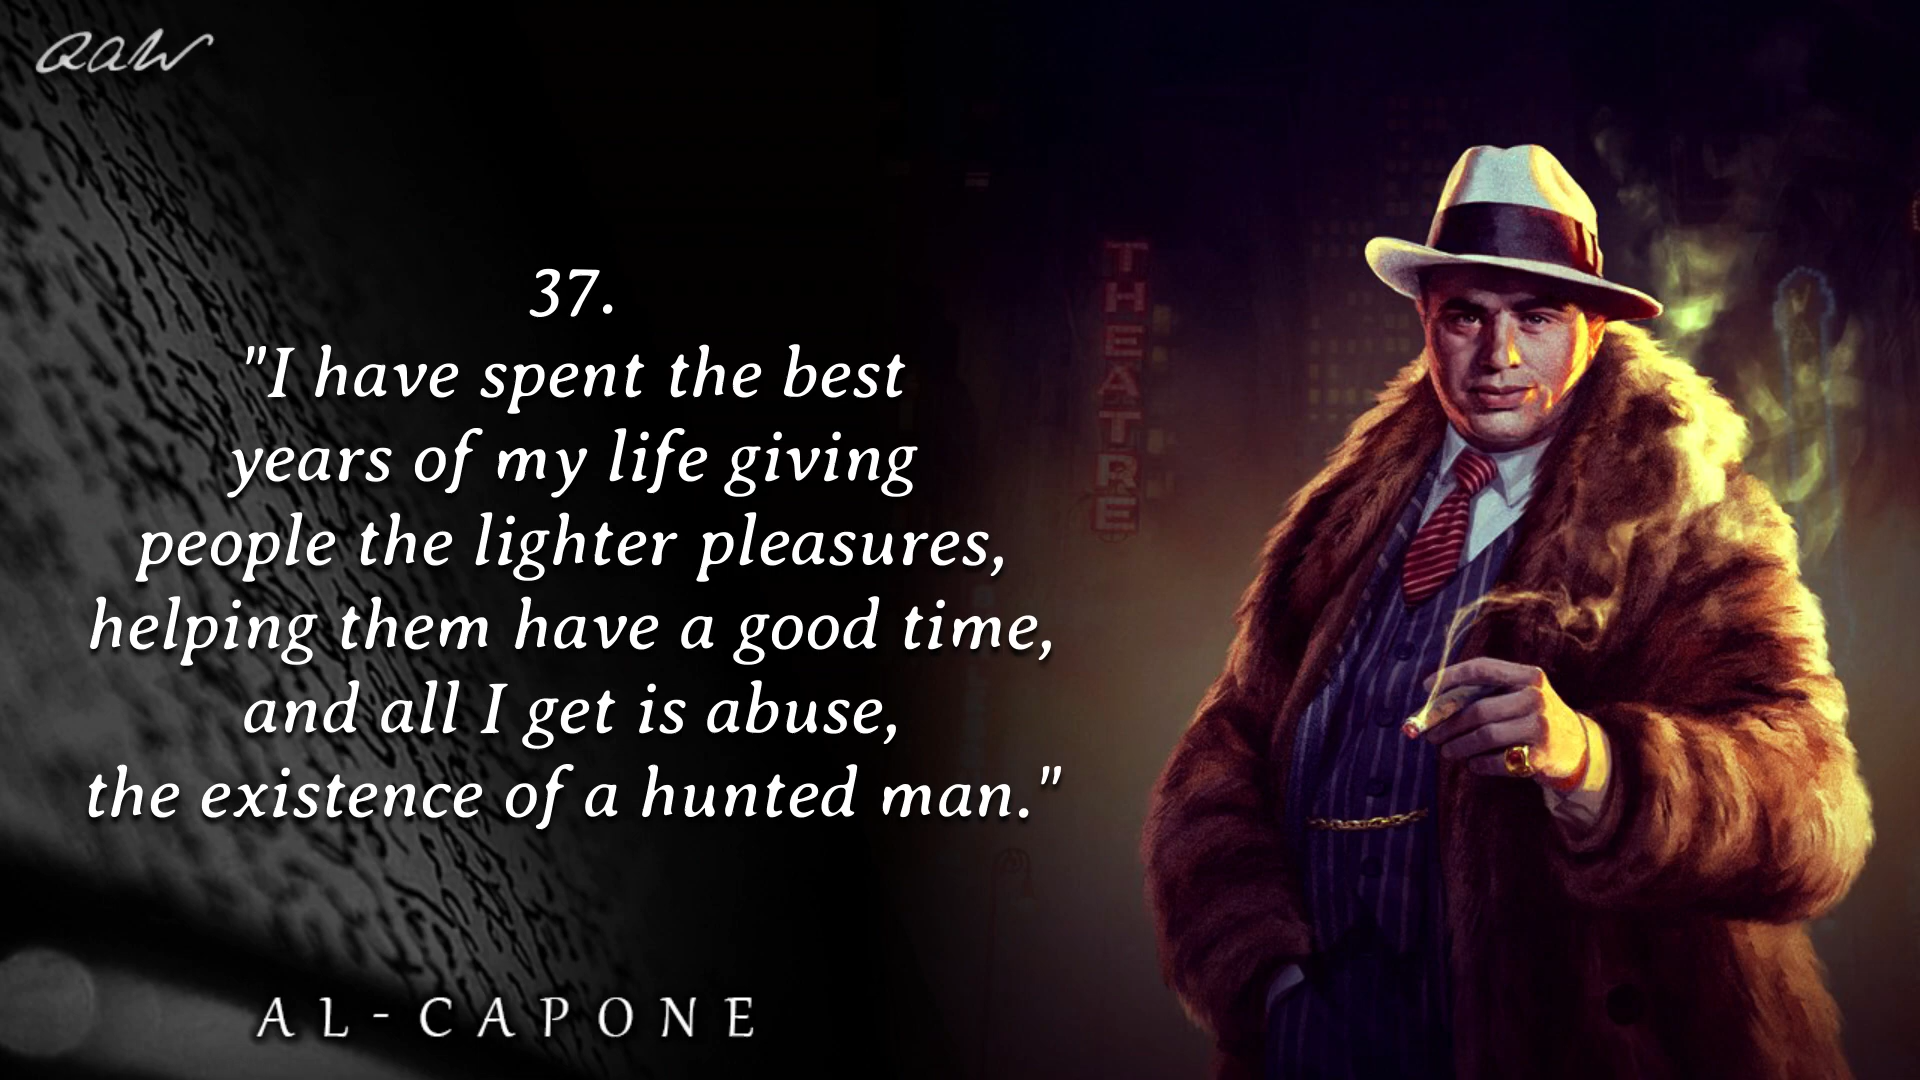 QAW
37.
"I have spent the best
years of my life giving
people the lighter pleasures,
helping them have a good time,
and all I get is abuse,
the existence of a hunted man."
AL-CAPONE
THEATRE